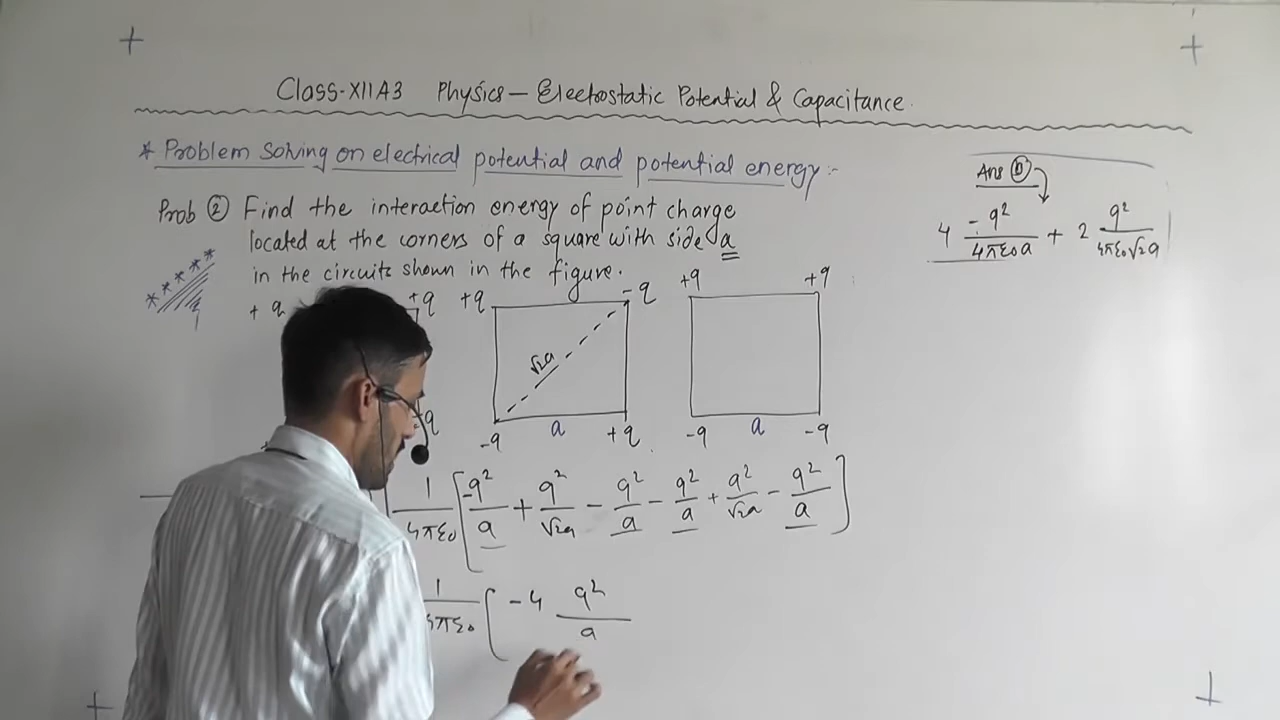 Class-XII A3 Physics— Electrostatic Potential & Capacitance.
* Problem Solving on electrical potential and potential energy:-
Prob ② Find the interaction energy of point charge
located at the corners of a square with side a
in the circuits shown in the figure.
*****
+q +q +q -q +q +q
√2a
q -q a +q -q a -q
1/4πε0 [-q²/a + q²/√2a - q²/a - q²/a + q²/√2a - q²/a]
1/4πε0 [-4 q²/a
Ans ⓑ
4 -q²/4πε0a + 2 q²/4πε0√2a